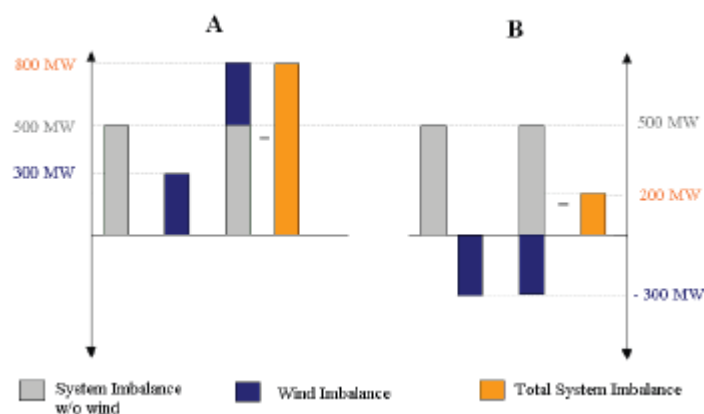 A
B
800 MW
500 MW
300 MW
500 MW
200 MW
- 300 MW
System Imbalance
w/o wind
Wind Imbalance
Total System Imbalance